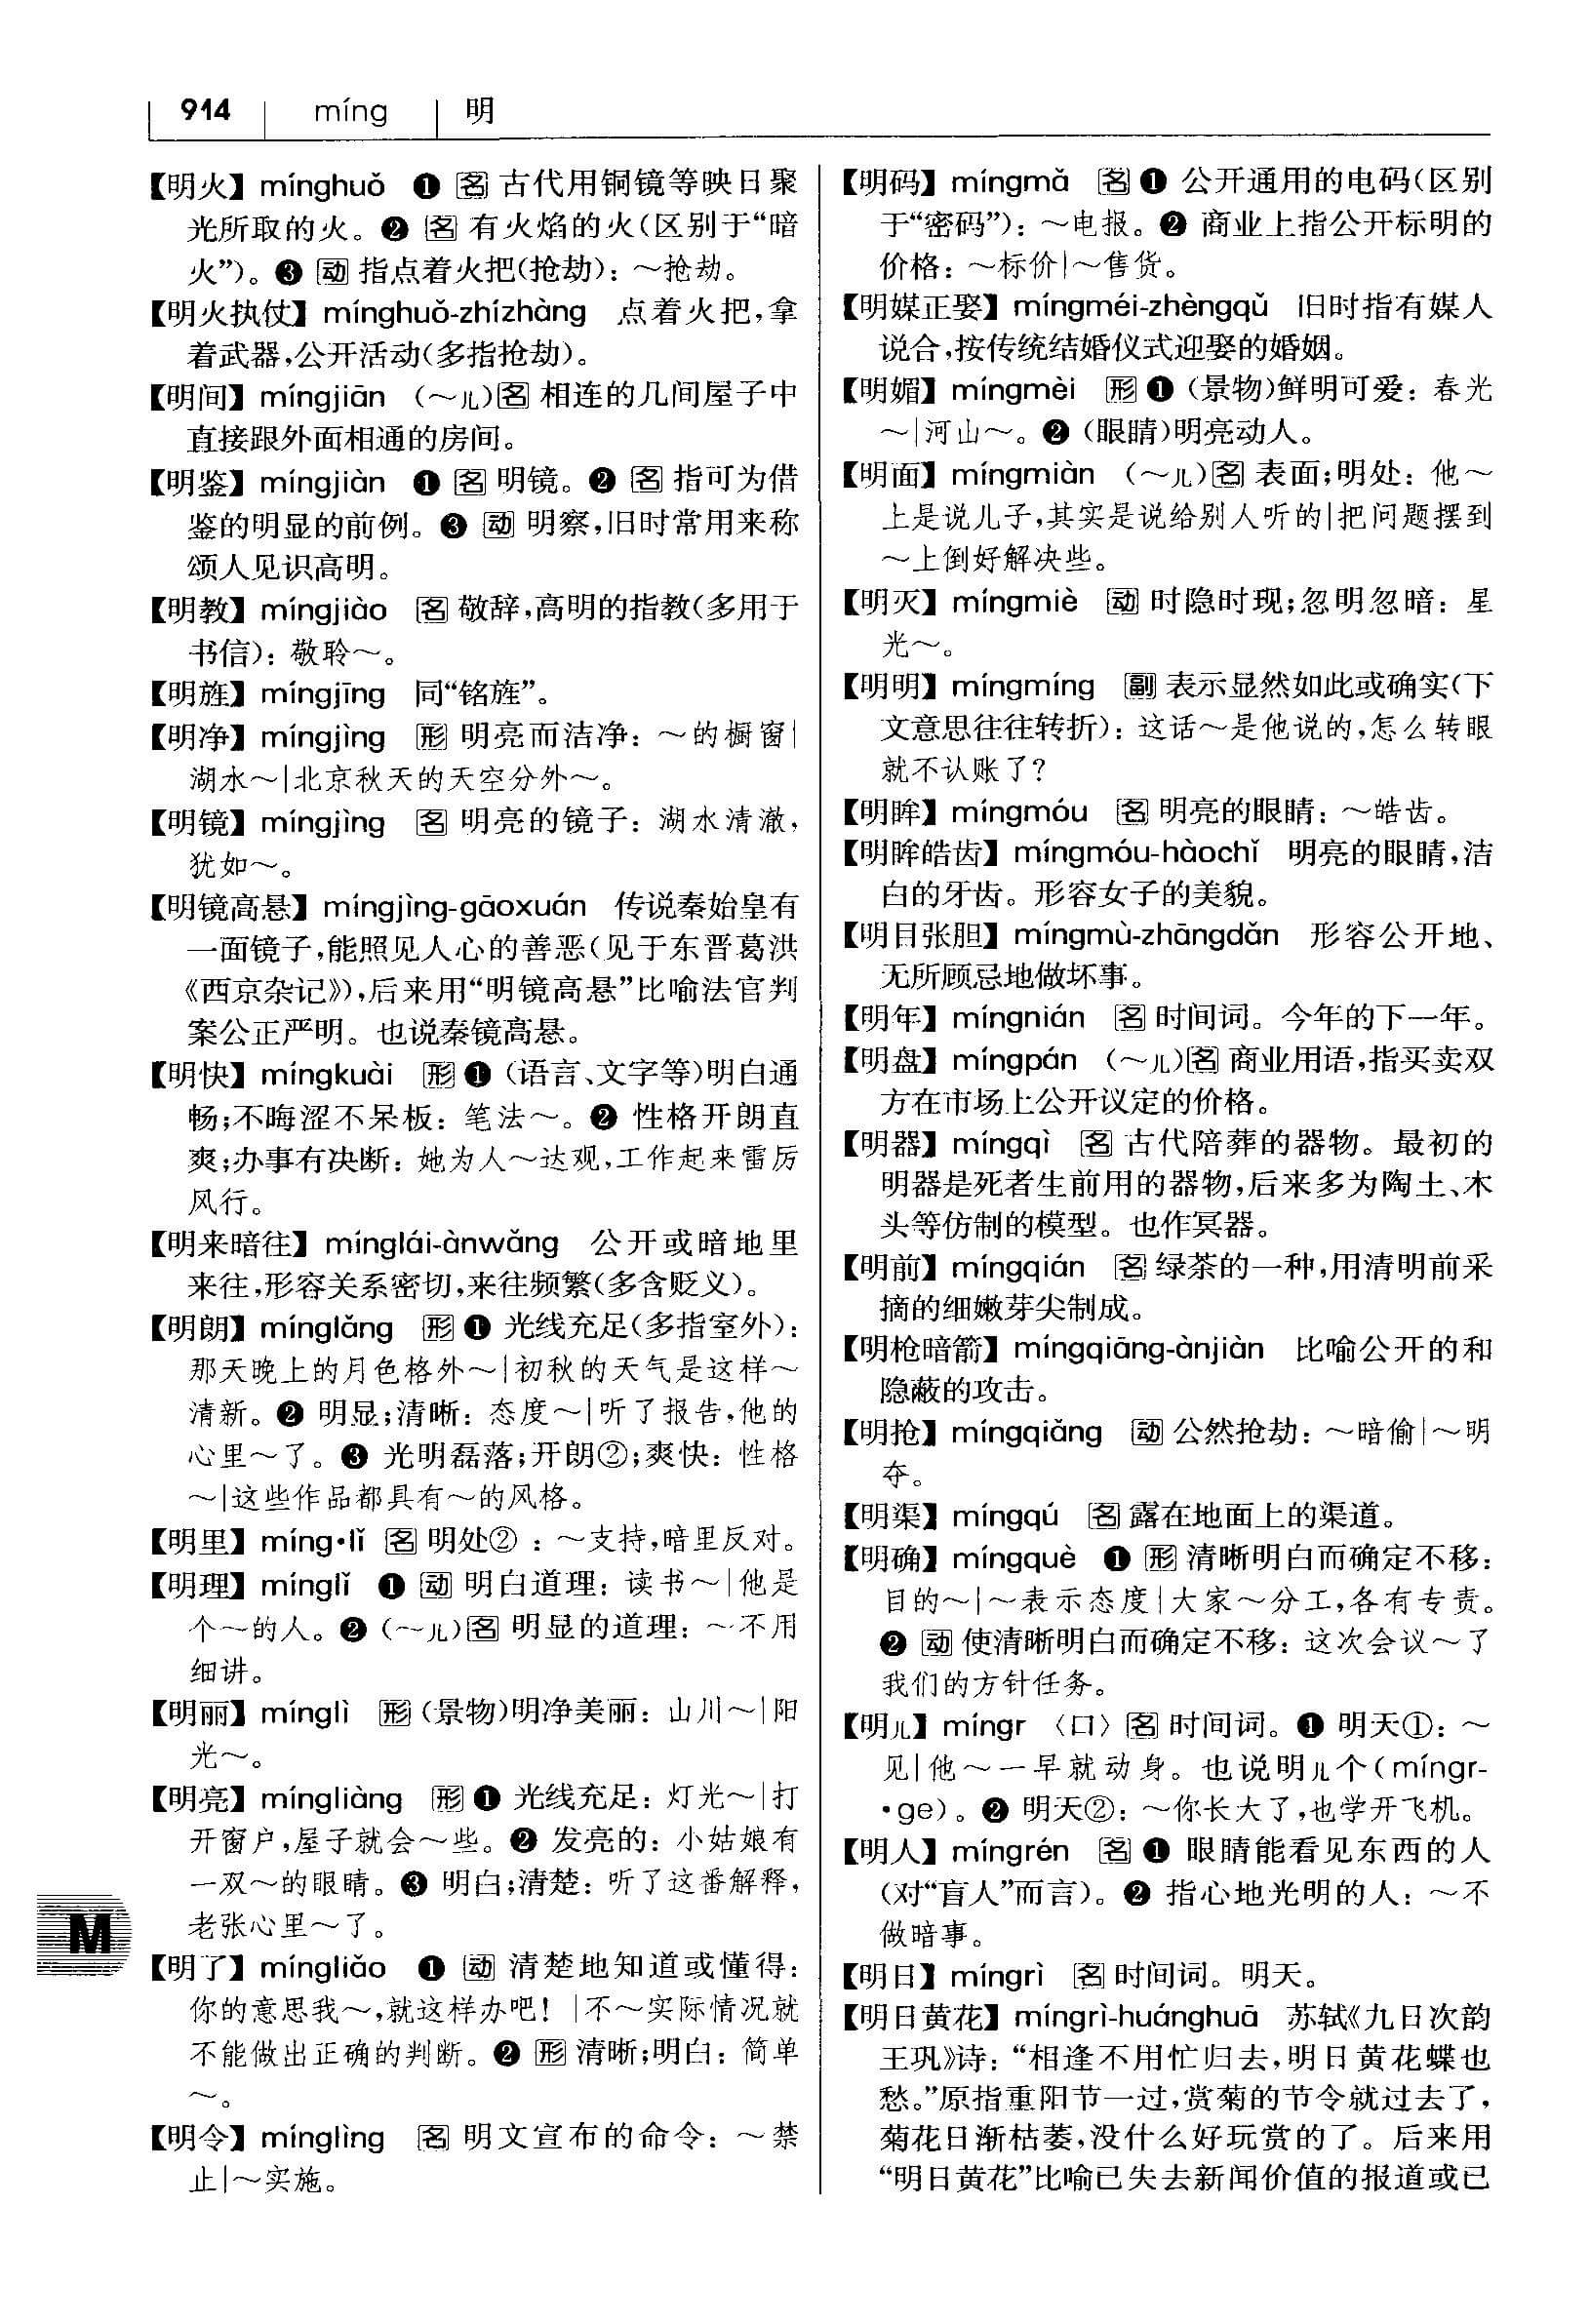 914 míng 明
【明火】 mínghuǒ ❶ 名 古代用铜镜等映日聚
光所取的火。❷ 名 有火焰的火(区别于“暗
火”)。❸ 动 指点着火把(抢劫)：～抢劫。
【明火执仗】 mínghuǒ-zhízhàng 点着火把,拿
着武器,公开活动(多指抢劫)。
【明间】 míngjiān (～儿)名 相连的几间屋子中
直接跟外面相通的房间。
【明鉴】 míngjiàn ❶ 名 明镜。❷ 名 指可为借
鉴的明显的前例。❸ 动 明察,旧时常用来称
颂人见识高明。
【明教】 míngjiào 名 敬辞,高明的指教(多用于
书信)：敬聆～。
【明旌】 míngjīng 同“铭旌”。
【明净】 míngjìng 形 明亮而洁净：～的橱窗|
湖水～|北京秋天的天空分外～。
【明镜】 míngjìng 名 明亮的镜子：湖水清澈,
犹如～。
【明镜高悬】 míngjìng-gāoxuán 传说秦始皇有
一面镜子,能照见人心的善恶(见于东晋葛洪
《西京杂记》),后来用“明镜高悬”比喻法官判
案公正严明。也说秦镜高悬。
【明快】 míngkuài 形 ❶ (语言、文字等)明白通
畅;不晦涩不呆板：笔法～。❷ 性格开朗直
爽;办事有决断：她为人～达观,工作起来雷厉
风行。
【明来暗往】 mínglái-ànwǎng 公开或暗地里
来往,形容关系密切,来往频繁(多含贬义)。
【明朗】 mínglǎng 形 ❶ 光线充足(多指室外)：
那天晚上的月色格外～|初秋的天气是这样～
清新。❷ 明显;清晰：态度～|听了报告,他的
心里～了。❸ 光明磊落;开朗②;爽快：性格
～|这些作品都具有～的风格。
【明里】 míng·lǐ 名 明处②：～支持,暗里反对。
【明理】 mínglǐ ❶ 动 明白道理：读书～|他是
个～的人。❷ (～儿)名 明显的道理：～不用
细讲。
【明丽】 mínglì 形 (景物)明净美丽：山川～|阳
光～。
【明亮】 míngliàng 形 ❶ 光线充足：灯光～|打
开窗户,屋子就会～些。❷ 发亮的：小姑娘有
一双～的眼睛。❸ 明白;清楚：听了这番解释,
老张心里～了。
【明了】 míngliǎo ❶ 动 清楚地知道或懂得：
你的意思我～,就这样办吧！|不～实际情况就
不能做出正确的判断。❷ 形 清晰;明白：简单
～。
【明令】 mínglìng 名 明文宣布的命令：～禁
止|～实施。
M
【明码】 míngmǎ 名 ❶ 公开通用的电码(区别
于“密码”)：～电报。❷ 商业上指公开标明的
价格：～标价|～售货。
【明媒正娶】 míngméi-zhèngqǔ 旧时指有媒人
说合,按传统结婚仪式迎娶的婚姻。
【明媚】 míngmèi 形 ❶ (景物)鲜明可爱：春光
～|河山～。❷ (眼睛)明亮动人。
【明面】 míngmiàn (～儿)名 表面;明处：他～
上是说儿子,其实是说给别人听的|把问题摆到
～上倒好解决些。
【明灭】 míngmiè 动 时隐时现;忽明忽暗：星
光～。
【明明】 míngmíng 副 表示显然如此或确实(下
文意思往往转折)：这话～是他说的,怎么转眼
就不认账了？
【明眸】 míngmóu 名 明亮的眼睛：～皓齿。
【明眸皓齿】 míngmóu-hàochǐ 明亮的眼睛,洁
白的牙齿。形容女子的美貌。
【明目张胆】 míngmù-zhāngdǎn 形容公开地、
无所顾忌地做坏事。
【明年】 míngnián 名 时间词。今年的下一年。
【明盘】 míngpán (～儿)名 商业用语,指买卖双
方在市场上公开议定的价格。
【明器】 míngqì 名 古代陪葬的器物。最初的
明器是死者生前用的器物,后来多为陶土、木
头等仿制的模型。也作冥器。
【明前】 míngqián 名 绿茶的一种,用清明前采
摘的细嫩芽尖制成。
【明枪暗箭】 míngqiāng-ànjiàn 比喻公开的和
隐蔽的攻击。
【明抢】 míngqiǎng 动 公然抢劫：～暗偷|～明
夺。
【明渠】 míngqú 名 露在地面上的渠道。
【明确】 míngquè ❶ 形 清晰明白而确定不移：
目的～|～表示态度|大家～分工,各有专责。
❷ 动 使清晰明白而确定不移：这次会议～了
我们的方针任务。
【明儿】 míngr 〈口〉名 时间词。❶ 明天①：～
见|他～一早就动身。也说明儿个(míngr-
·ge)。❷ 明天②：～你长大了,也学开飞机。
【明人】 míngrén 名 ❶ 眼睛能看见东西的人
(对“盲人”而言)。❷ 指心地光明的人：～不
做暗事。
【明日】 míngrì 名 时间词。明天。
【明日黄花】 míngrì-huánghuā 苏轼《九日次韵
王巩》诗：“相逢不用忙归去,明日黄花蝶也
愁。”原指重阳节一过,赏菊的节令就过去了,
菊花日渐枯萎,没什么好玩赏的了。后来用
“明日黄花”比喻已失去新闻价值的报道或已